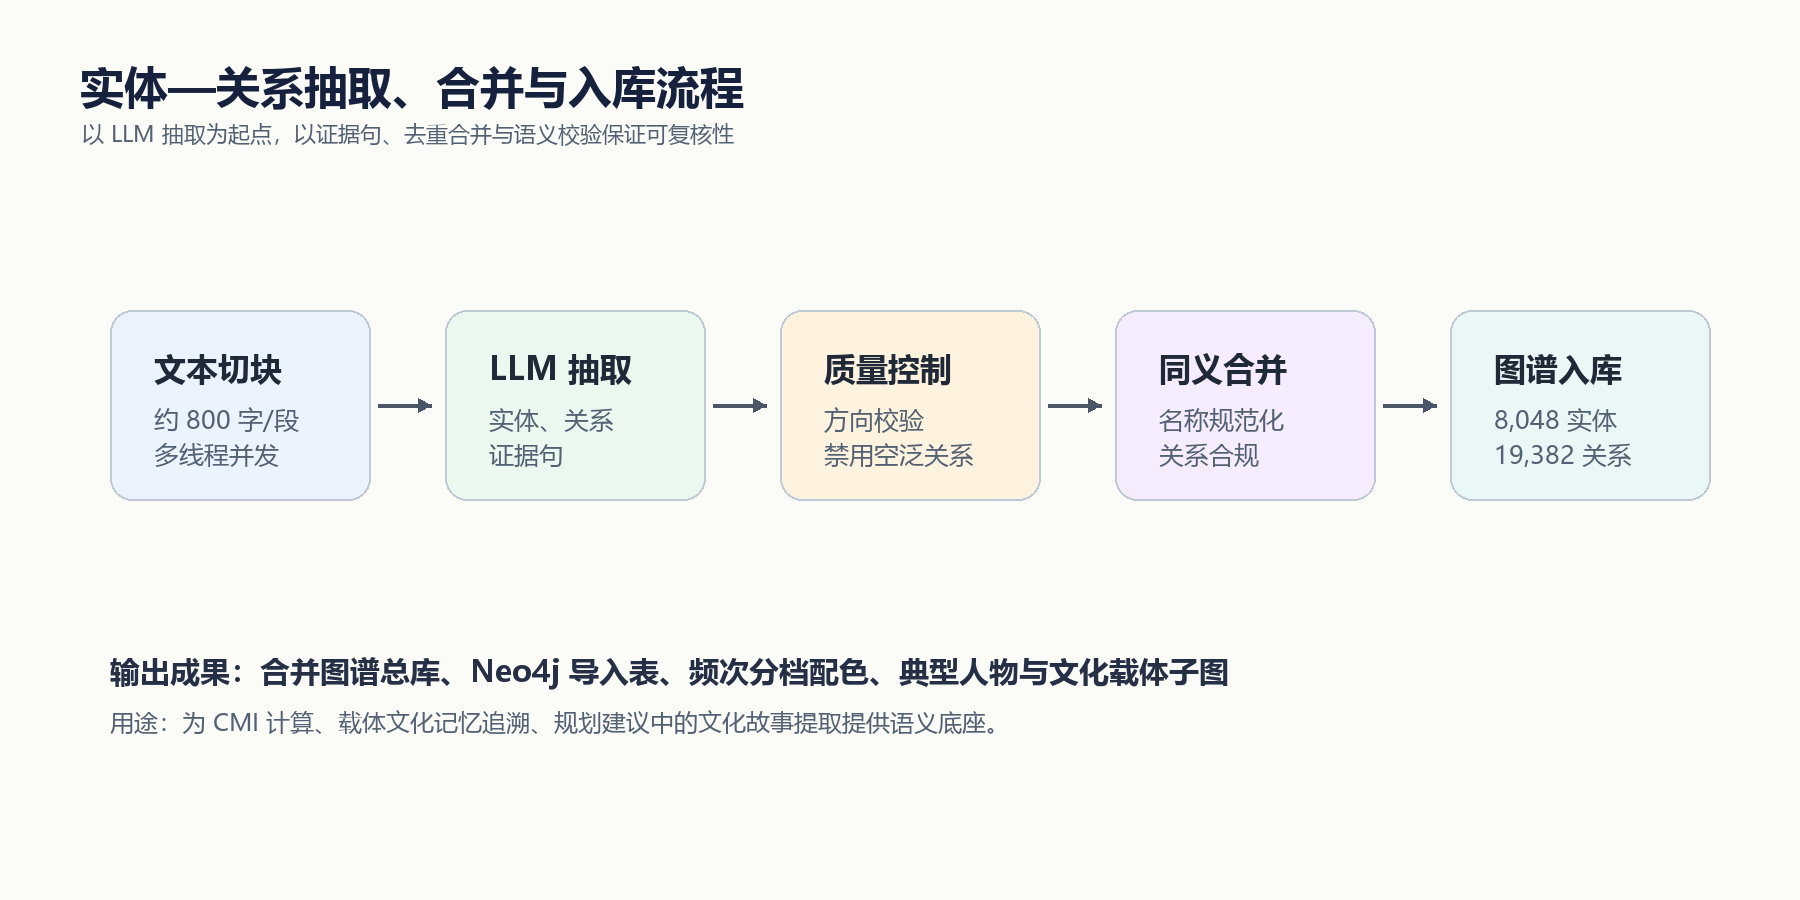 实体—关系抽取、合并与入库流程
以 LLM 抽取为起点，以证据句、去重合并与语义校验保证可复核性
文本切块
约 800 字/段
多线程并发
LLM 抽取
实体、关系
证据句
质量控制
方向校验
禁用空泛关系
同义合并
名称规范化
关系合规
图谱入库
8,048 实体
19,382 关系
输出成果：合并图谱总库、Neo4j 导入表、频次分档配色、典型人物与文化载体子图
用途：为 CMI 计算、载体文化记忆追溯、规划建议中的文化故事提取提供语义底座。